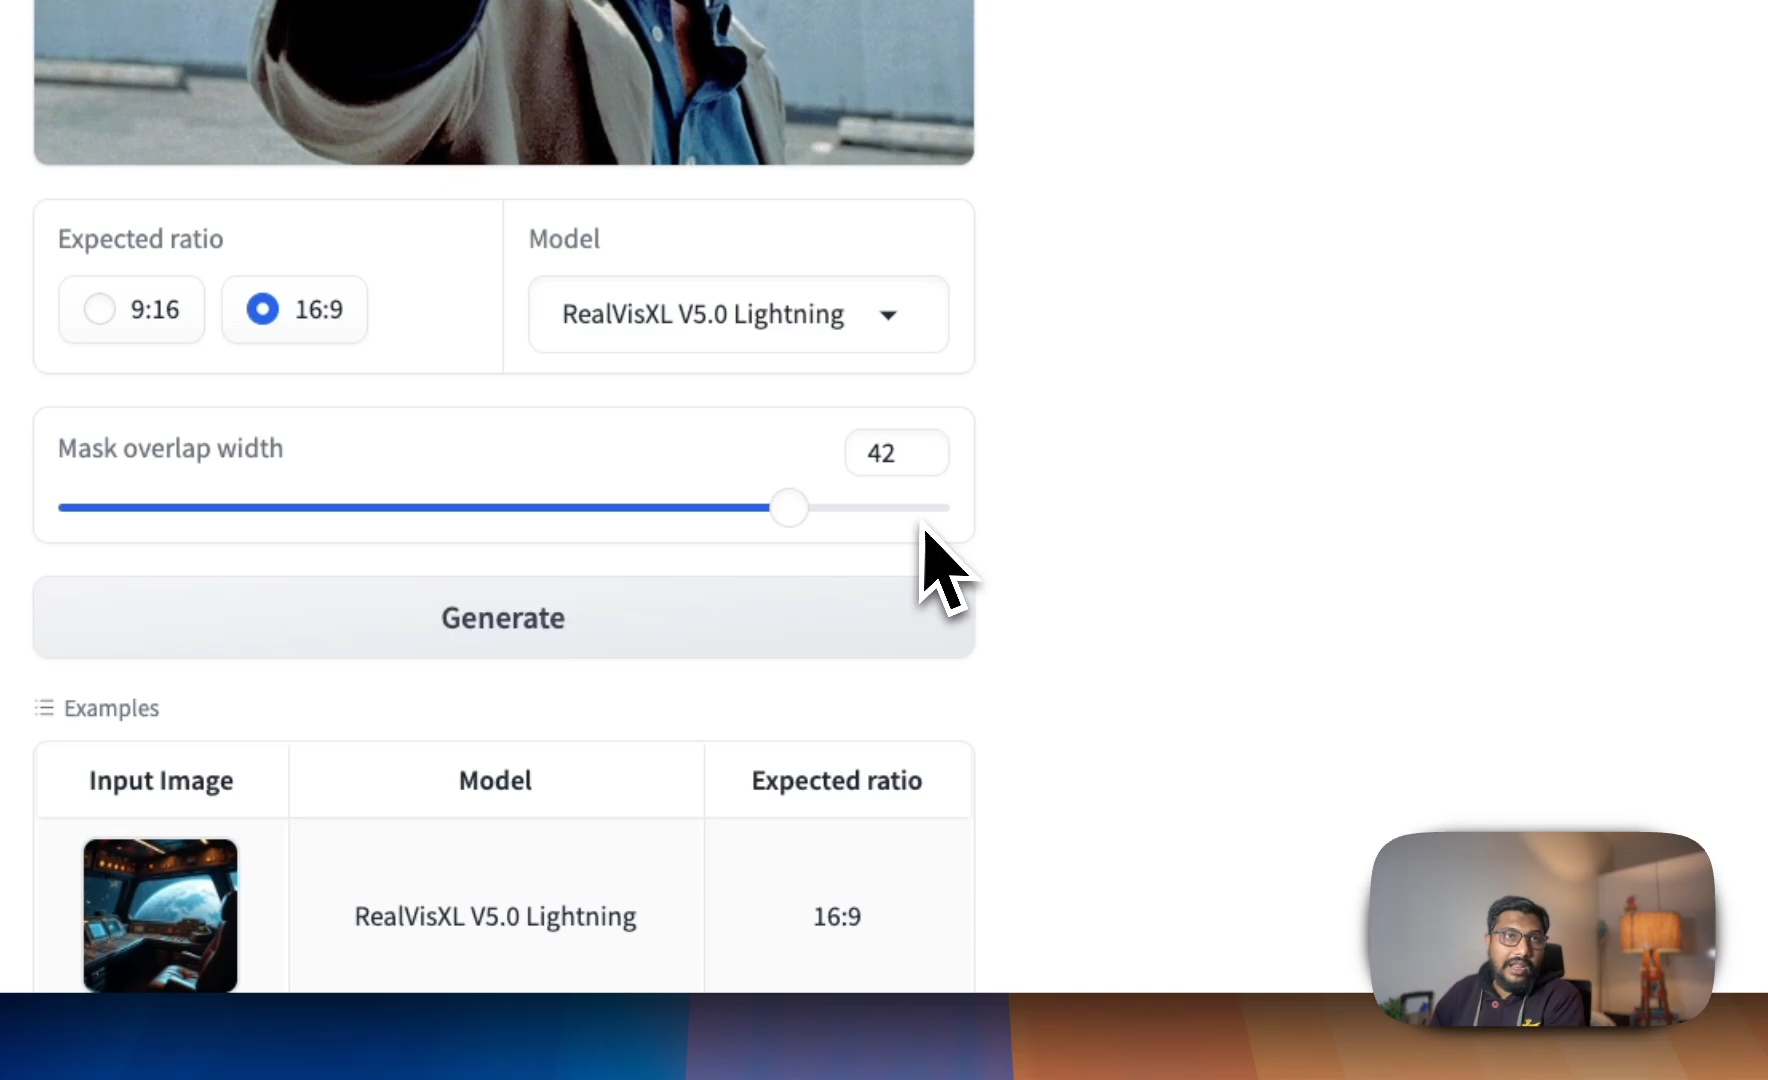 Expected ratio
Model
9:16
16:9
RealVisXL V5.0 Lightning
Mask overlap width
42
Generate
Examples
Input Image
Model
Expected ratio
RealVisXL V5.0 Lightning
16:9